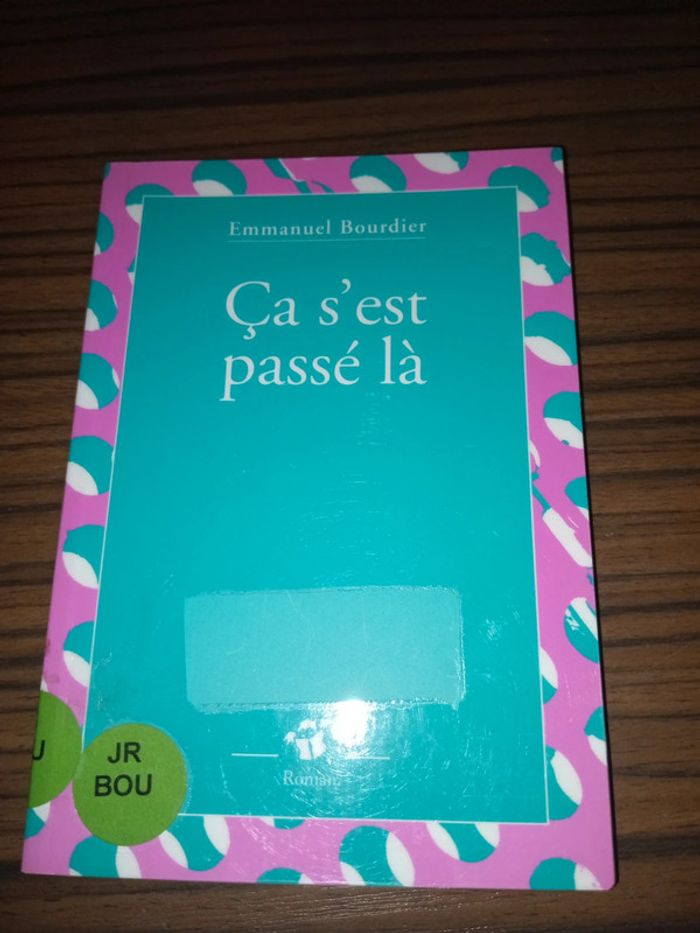 Emmanuel Bourdier
Ça s'est
passé là
Roman
U
JR
BOU